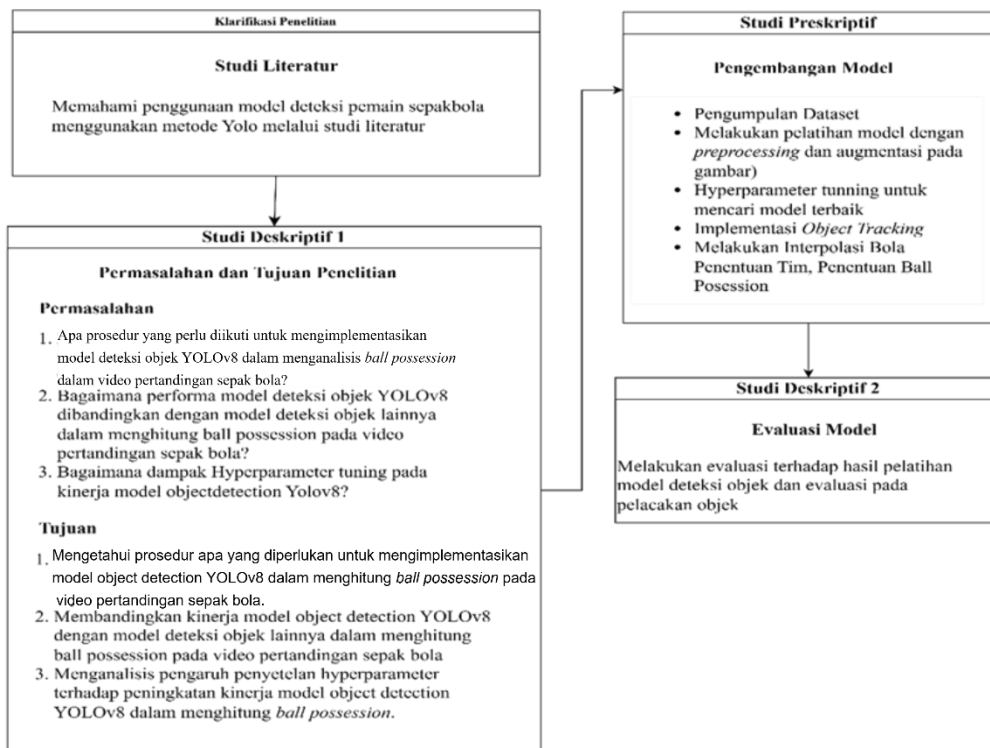 Klarifikasi Penelitian
Studi Literatur
Memahami penggunaan model deteksi pemain sepakbola
menggunakan metode Yolo melalui studi literatur
Studi Deskriptif 1
Permasalahan dan Tujuan Penelitian
Permasalahan
1. Apa prosedur yang perlu diikuti untuk mengimplementasikan
model deteksi objek YOLOv8 dalam menganalisis ball possession
dalam video pertandingan sepak bola?
2. Bagaimana performa model deteksi objek YOLOv8
dibandingkan dengan model deteksi objek lainnya
dalam menghitung ball possession pada video
pertandingan sepak bola?
3. Bagaimana dampak Hyperparameter tuning pada
kinerja model objectdetection Yolov8?
Tujuan
1. Mengetahui prosedur apa yang diperlukan untuk mengimplementasikan
model object detection YOLOv8 dalam menghitung ball possession pada
video pertandingan sepak bola.
2. Membandingkan kinerja model object detection YOLOv8
dengan model deteksi objek lainnya dalam menghitung
ball possession pada video pertandingan sepak bola
3. Menganalisis pengaruh penyetelan hyperparameter
terhadap peningkatan kinerja model object detection
YOLOv8 dalam menghitung ball possession.
Studi Preskriptif
Pengembangan Model
• Pengumpulan Dataset
• Melakukan pelatihan model dengan
preprocessing dan augmentasi pada
gambar)
• Hyperparameter tunning untuk
mencari model terbaik
• Implementasi Object Tracking
• Melakukan Interpolasi Bola
Penentuan Tim, Penentuan Ball
Posession
Studi Deskriptif 2
Evaluasi Model
Melakukan evaluasi terhadap hasil pelatihan
model deteksi objek dan evaluasi pada
pelacakan objek